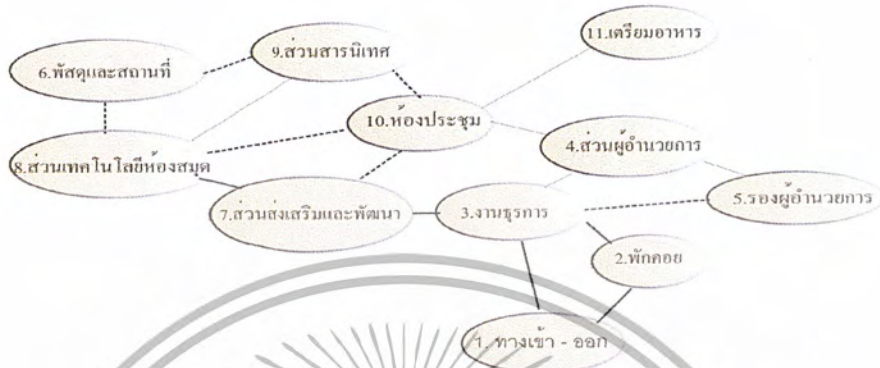 11.เตรียมอาหาร
9.ส่วนสารนิเทศ
6.พัสดุและสถานที่
10.ห้องประชุม
4.ส่วนผู้อำนวยการ
8.ส่วนเทคโนโลยีห้องสมุด
5.รองผู้อำนวยการ
7.ส่วนส่งเสริมและพัฒนา
3.งานธุรการ
2.พักคอย
1. ทางเข้า - ออก